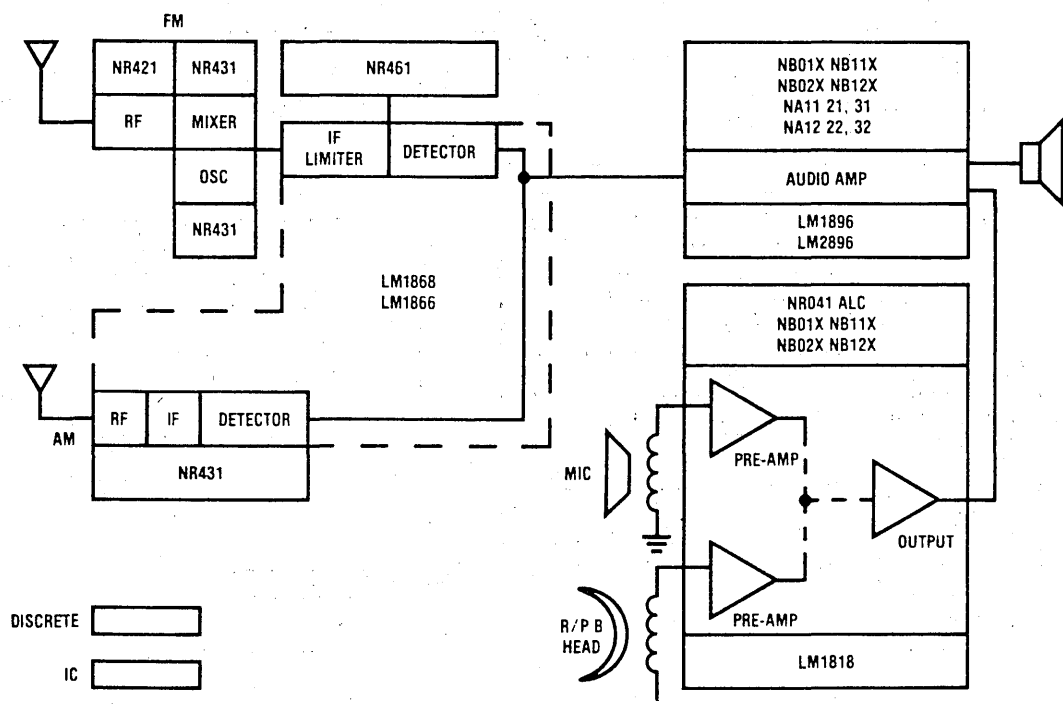 FM
NR421
NR431
RF
MIXER
OSC
NR431
NR461
IF
LIMITER
DETECTOR
LM1868
LM1866
AM
RF
IF
DETECTOR
NR431
NB01X NB11X
NB02X NB12X
NA11 21, 31
NA12 22, 32
AUDIO AMP
LM1896
LM2896
NR041 ALC
NB01X NB11X
NB02X NB12X
MIC
PRE-AMP
OUTPUT
R/P B
HEAD
PRE-AMP
LM1818
DISCRETE
IC